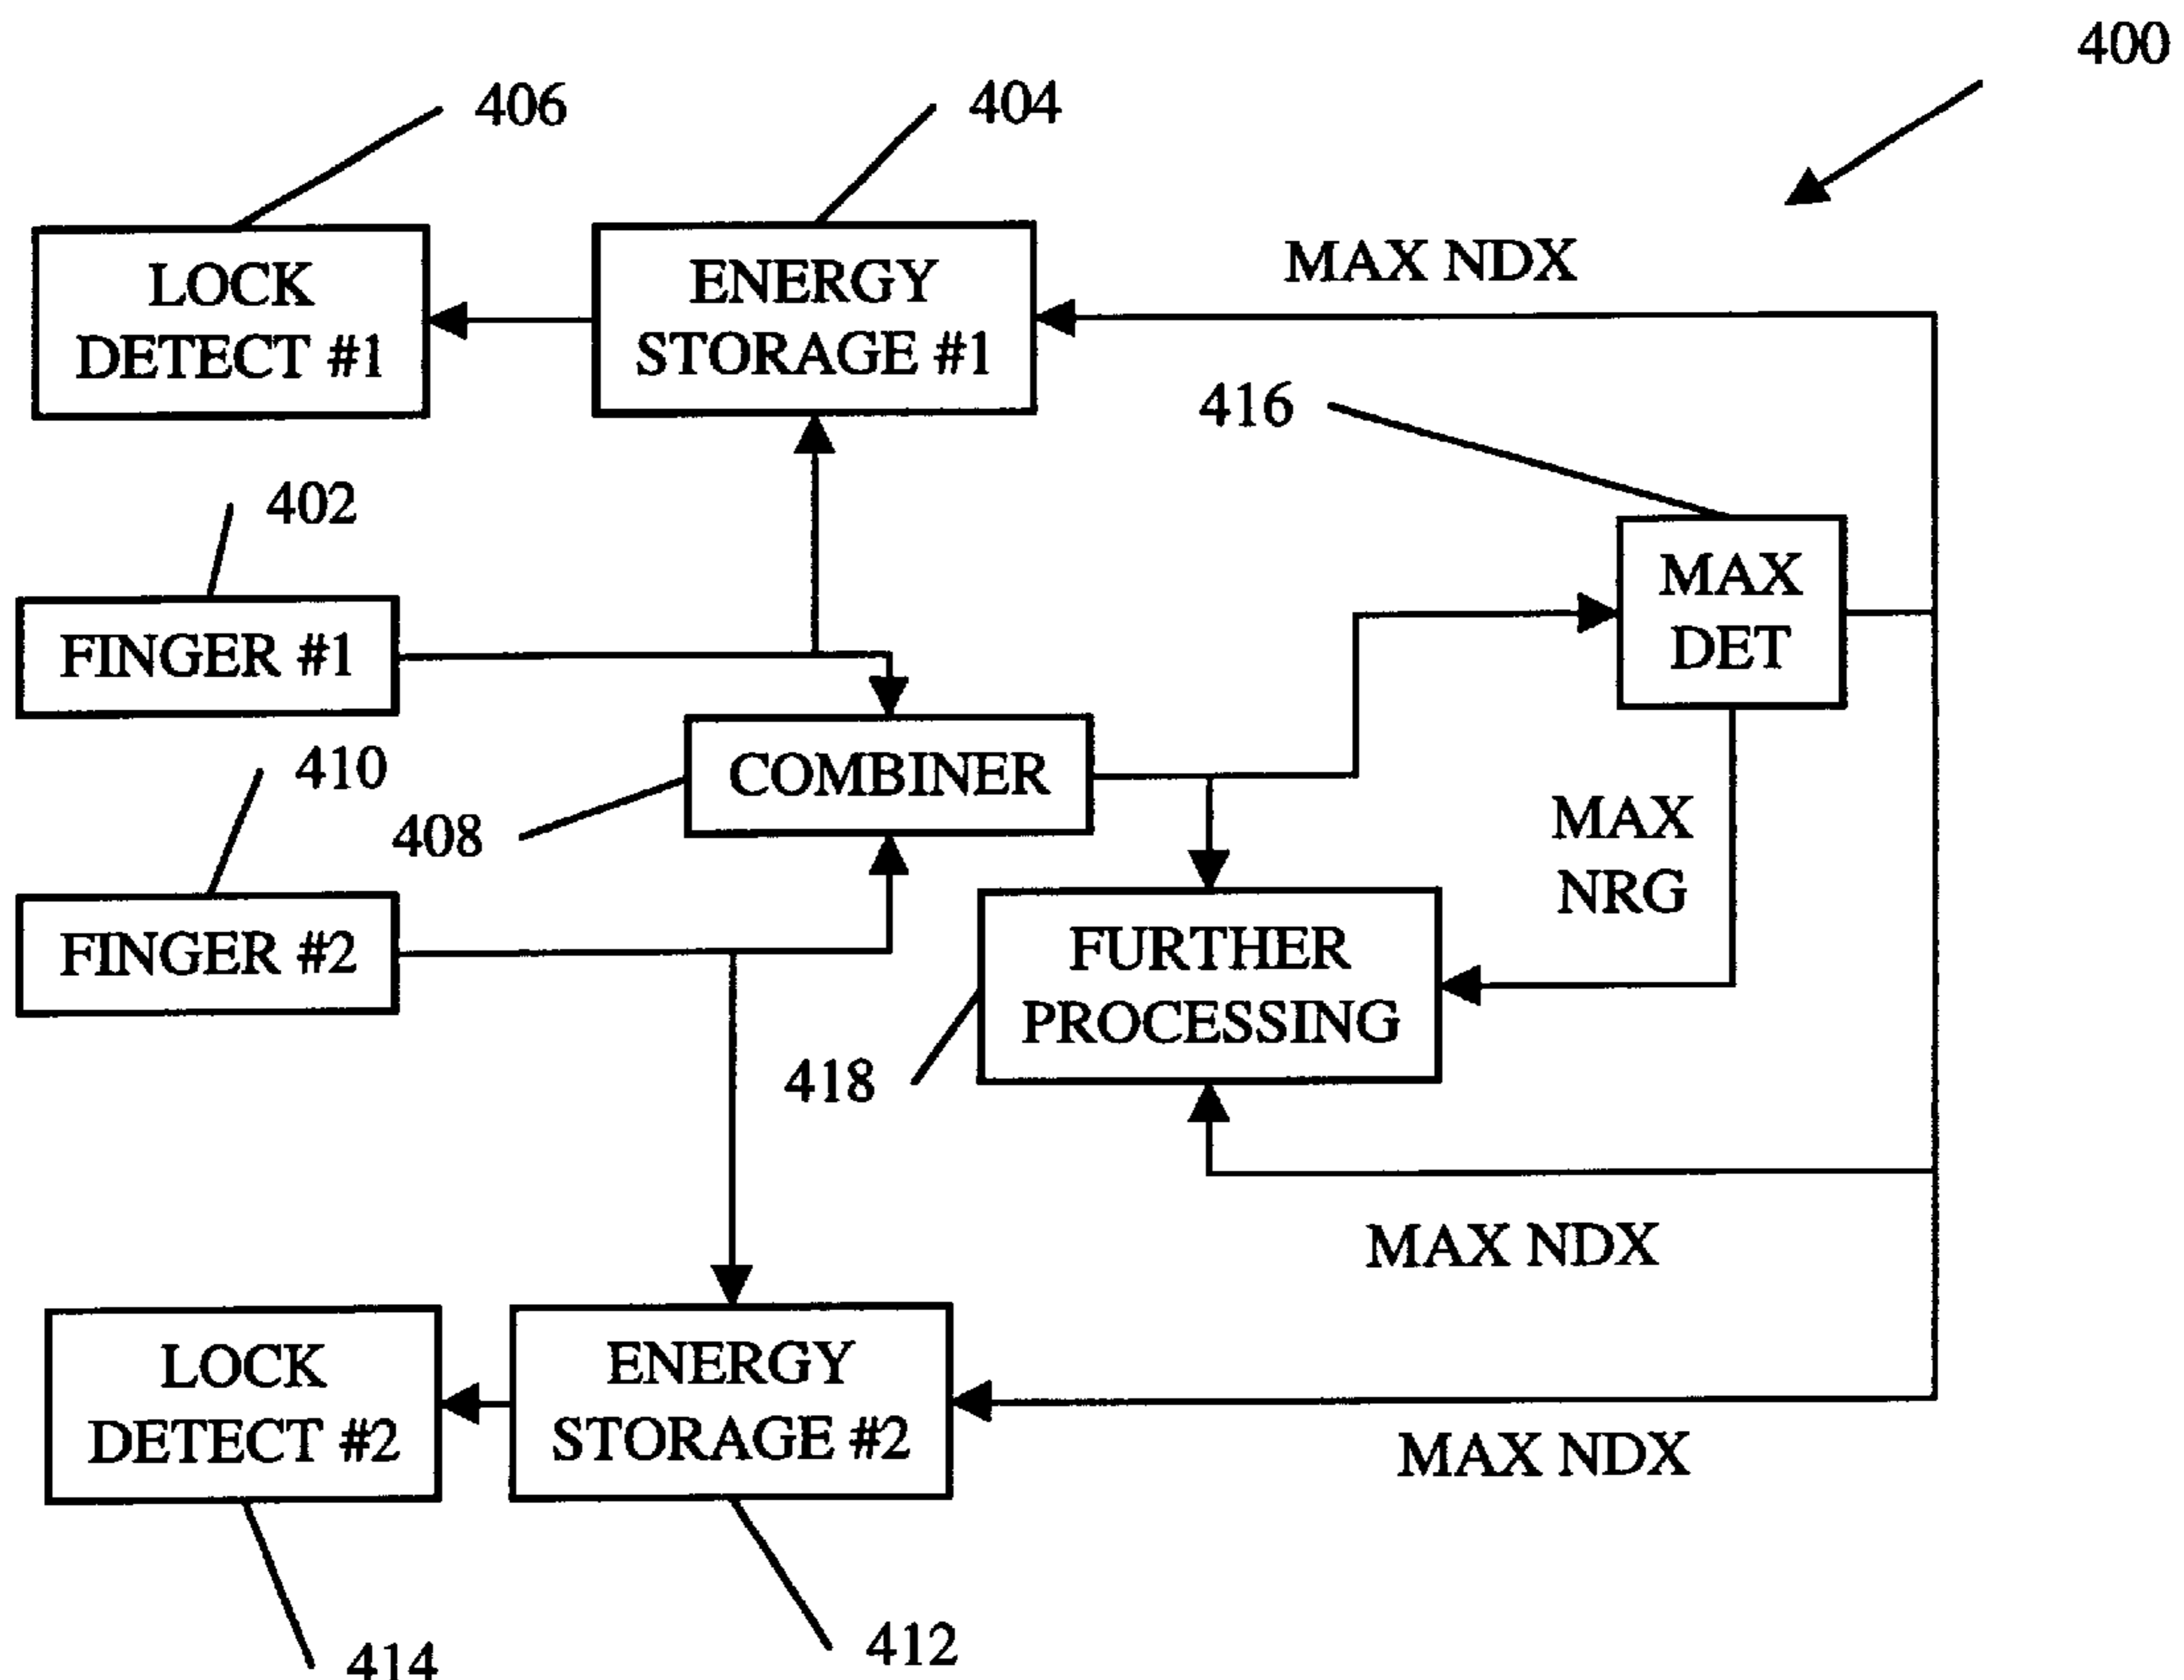 400
406
404
LOCK
DETECT #1
ENERGY
STORAGE #1
MAX NDX
416
402
FINGER #1
MAX
DET
410
COMBINER
408
MAX
NRG
FINGER #2
FURTHER
PROCESSING
418
MAX NDX
LOCK
DETECT #2
ENERGY
STORAGE #2
MAX NDX
412
414